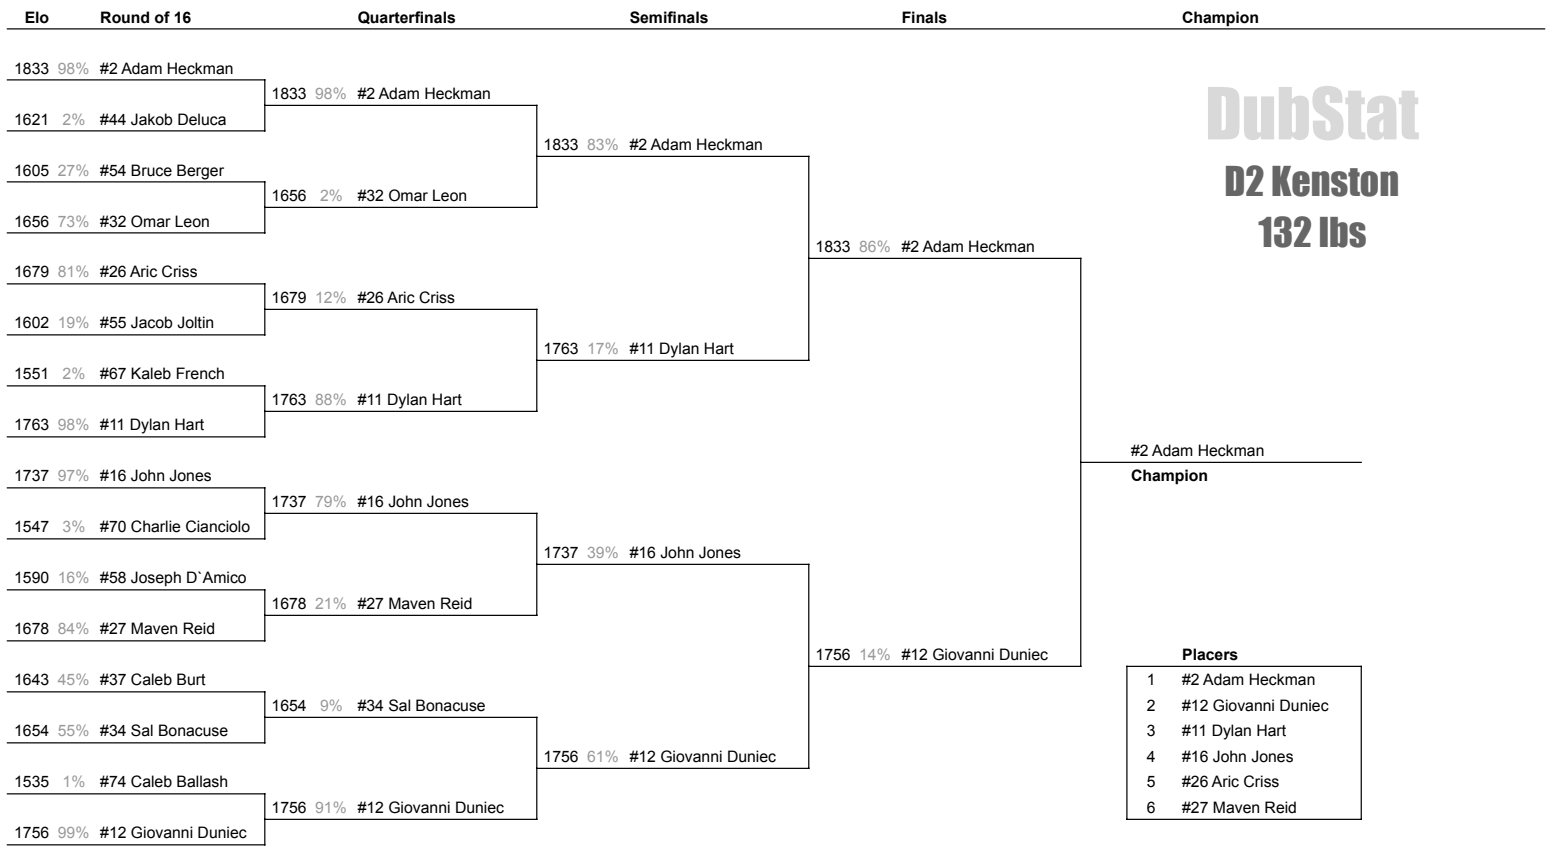 Elo Round of 16 Quarterfinals Semifinals Finals Champion
1833 98% #2 Adam Heckman
1833 98% #2 Adam Heckman
DubStat
1621 2% #44 Jakob Deluca
1833 83% #2 Adam Heckman
1605 27% #54 Bruce Berger
D2 Kenston
1656 2% #32 Omar Leon
1656 73% #32 Omar Leon
132 lbs
1833 86% #2 Adam Heckman
1679 81% #26 Aric Criss
1679 12% #26 Aric Criss
1602 19% #55 Jacob Joltin
1763 17% #11 Dylan Hart
1551 2% #67 Kaleb French
1763 88% #11 Dylan Hart
1763 98% #11 Dylan Hart
#2 Adam Heckman
1737 97% #16 John Jones
Champion
1737 79% #16 John Jones
1547 3% #70 Charlie Cianciolo
1737 39% #16 John Jones
1590 16% #58 Joseph D`Amico
1678 21% #27 Maven Reid
1678 84% #27 Maven Reid
1756 14% #12 Giovanni Duniec
Placers
1643 45% #37 Caleb Burt
1 #2 Adam Heckman
1654 9% #34 Sal Bonacuse
2 #12 Giovanni Duniec
1654 55% #34 Sal Bonacuse
3 #11 Dylan Hart
1756 61% #12 Giovanni Duniec
4 #16 John Jones
1535 1% #74 Caleb Ballash
5 #26 Aric Criss
1756 91% #12 Giovanni Duniec
6 #27 Maven Reid
1756 99% #12 Giovanni Duniec